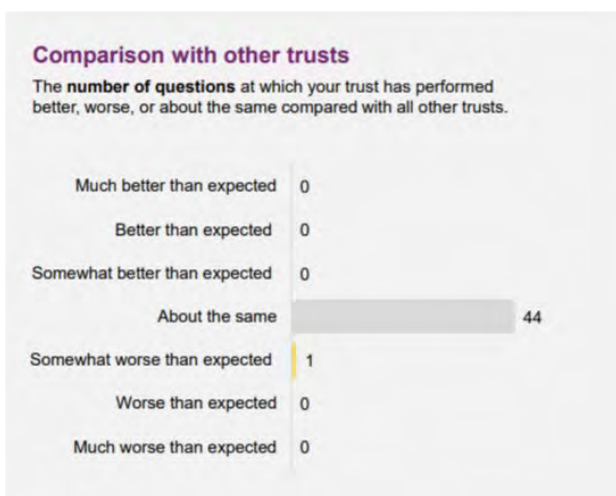 Comparison with other trusts
The number of questions at which your trust has performed
better, worse, or about the same compared with all other trusts.
Much better than expected 0
Better than expected 0
Somewhat better than expected 0
About the same 44
Somewhat worse than expected 1
Worse than expected 0
Much worse than expected 0